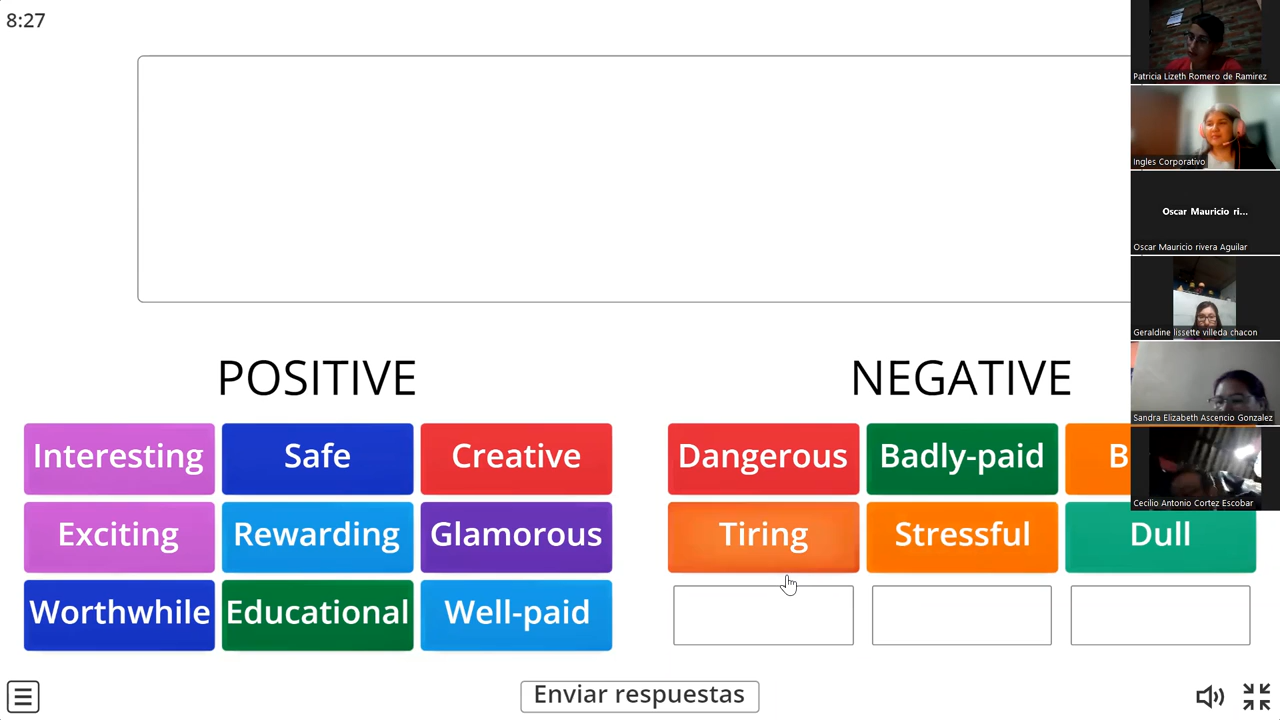 8:27
Patricia Lizeth Romero de Ramirez
Ingles Corporativo
Oscar Mauricio ri...
Oscar Mauricio rivera Aguilar
Geraldine lissette villeda chacon
Sandra Elizabeth Ascencio Gonzalez
Cecilio Antonio Cortez Escobar
POSITIVE
Interesting Safe Creative
Exciting Rewarding Glamorous
Worthwhile Educational Well-paid
NEGATIVE
Dangerous Badly-paid
Tiring Stressful Dull
Enviar respuestas